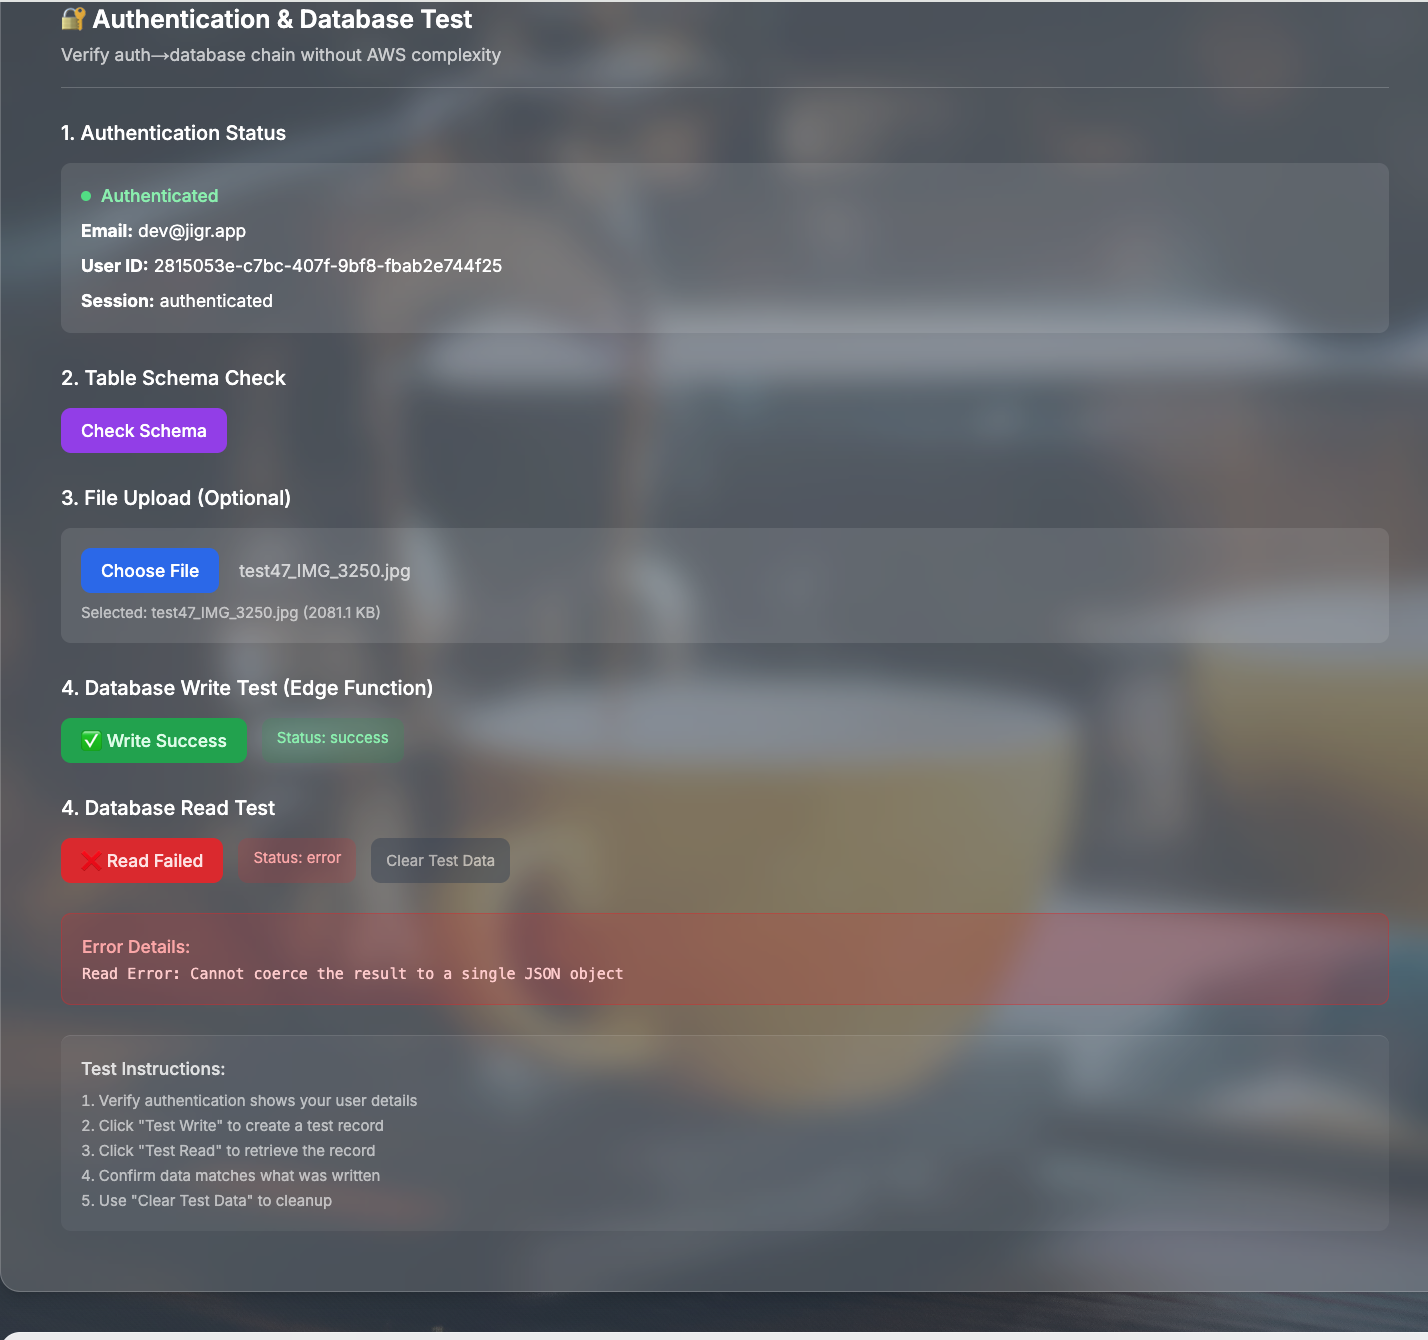 🔐 Authentication & Database Test
Verify auth→database chain without AWS complexity
1. Authentication Status
Authenticated
Email: dev@jigr.app
User ID: 2815053e-c7bc-407f-9bf8-fbab2e744f25
Session: authenticated
2. Table Schema Check
Check Schema
3. File Upload (Optional)
Choose File test47_IMG_3250.jpg
Selected: test47_IMG_3250.jpg (2081.1 KB)
4. Database Write Test (Edge Function)
✅ Write Success Status: success
4. Database Read Test
❌ Read Failed Status: error Clear Test Data
Error Details:
Read Error: Cannot coerce the result to a single JSON object
Test Instructions:
1. Verify authentication shows your user details
2. Click "Test Write" to create a test record
3. Click "Test Read" to retrieve the record
4. Confirm data matches what was written
5. Use "Clear Test Data" to cleanup